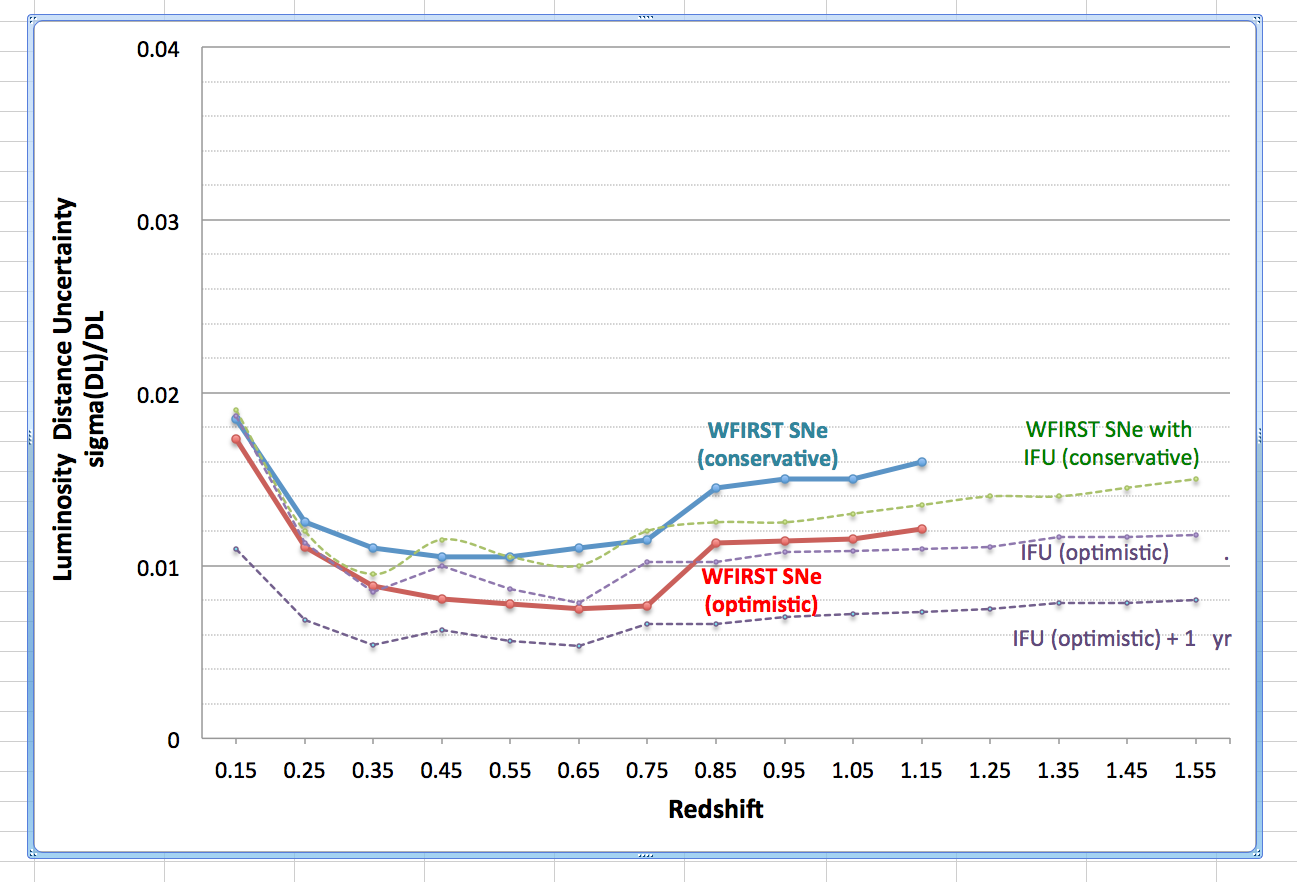 0.04
0.03
0.02
0.01
0
Luminosity Distance Uncertainty
sigma(DL)/DL
WFIRST SNe
(conservative)
WFIRST SNe with
IFU (conservative)
IFU (optimistic) .
WFIRST SNe
(optimistic)
IFU (optimistic) + 1 yr
0.15 0.25 0.35 0.45 0.55 0.65 0.75 0.85 0.95 1.05 1.15 1.25 1.35 1.45 1.55
Redshift